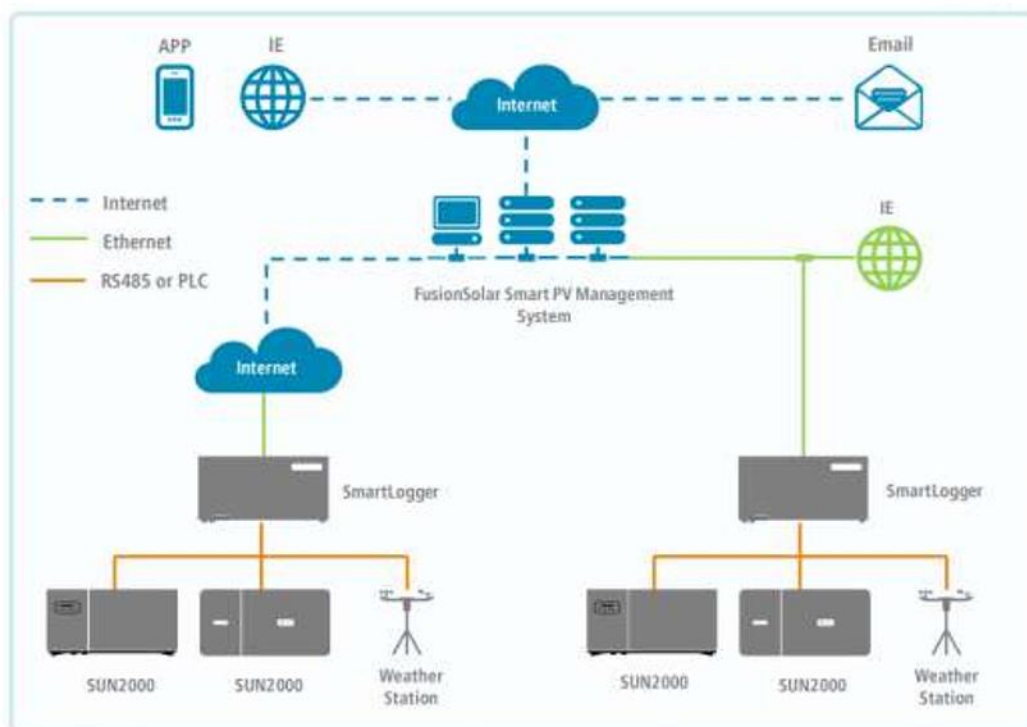 APP
IE
Email
Internet
Internet
Ethernet
RS485 or PLC
IE
FusionSolar Smart PV Management
System
Internet
SmartLogger
SmartLogger
SUN2000
SUN2000
Weather
Station
SUN2000
SUN2000
Weather
Station